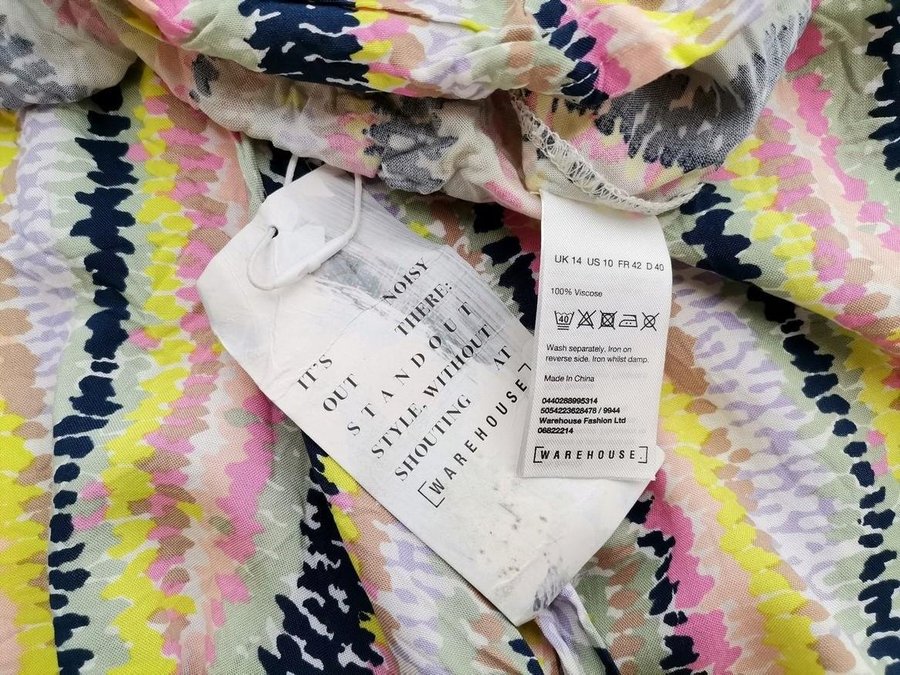 IT'S NOISY
OUT THERE:
STANDOUT
STYLE, WITHOUT
SHOUTING AT
[WAREHOUSE]
UK 14 US 10 FR 42 D 40
100% Viscose
40
Wash separately, Iron on
reverse side. Iron whilst damp.
Made In China
0440288995314
5054223628478 / 9944
Warehouse Fashion Ltd
06822214
[WAREHOUSE.]